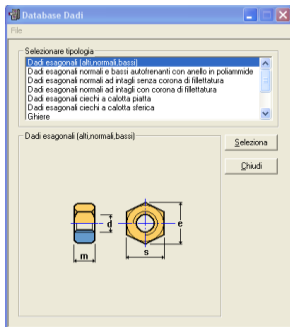 Database Dadi
File
Selezionare tipologia
Dadi esagonali (alti,normali,bassi)
Dadi esagonali normali e bassi autofrenanti con anello in poliammide
Dadi esagonali normali ad intagli senza corona di fillettatura
Dadi esagonali normali ad intagli con corona di fillettatura
Dadi esagonali ciechi a calotta piatta
Dadi esagonali ciechi a calotta sferica
Ghiere
Dadi esagonali (alti,normali,bassi)
Seleziona
Chiudi
d
e
m
s